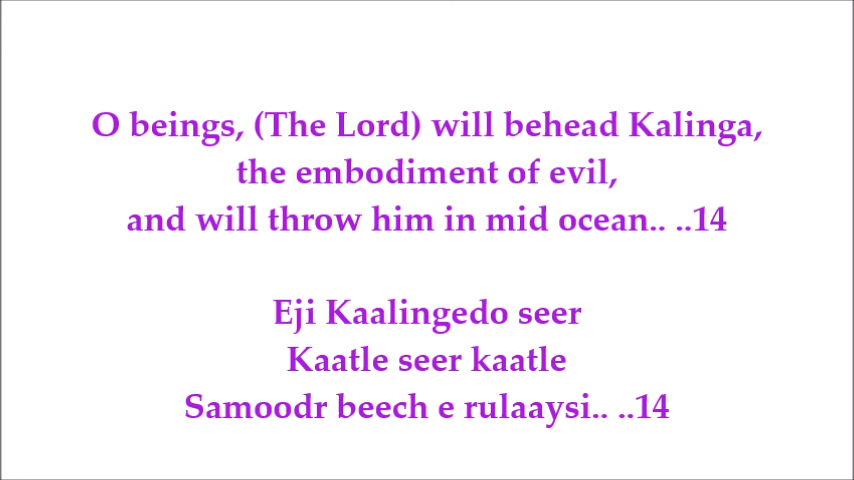 O beings, (The Lord) will behead Kalinga,
the embodiment of evil,
and will throw him in mid ocean.. ..14
Eji Kaalingedo seer
Kaatle seer kaatle
Samoodr beech e rulaaysi.. ..14